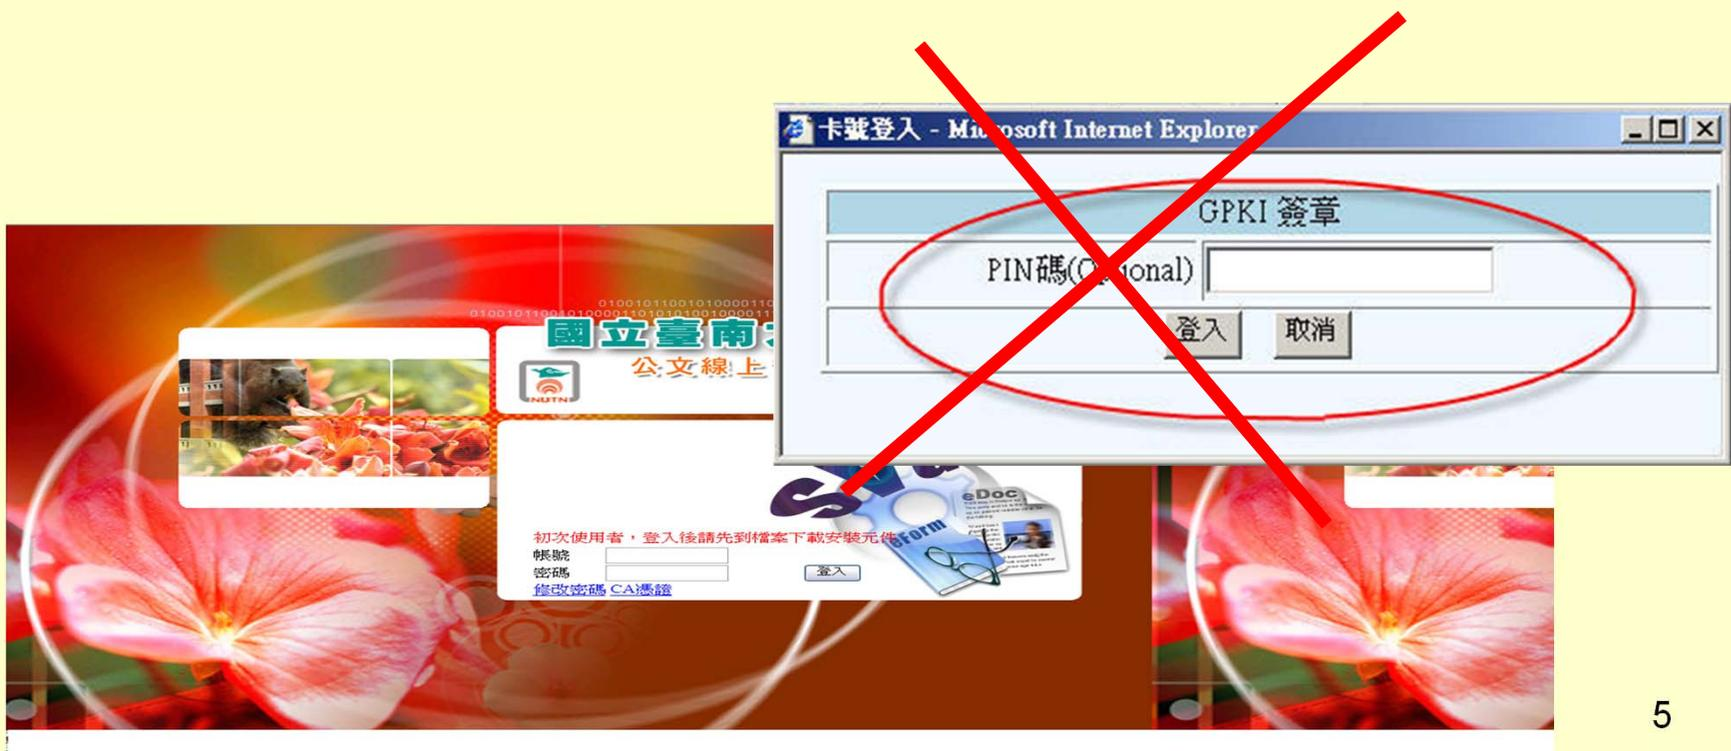 卡號登入 - Microsoft Internet Explorer
GPKI 簽章
PIN碼(Optional)
登入 取消
國立臺南
公文線上
NUTN
eDoc
eForm
初次使用者，登入後請先到檔案下載安裝元件
帳號
密碼
登入
修改密碼 CA憑證
5